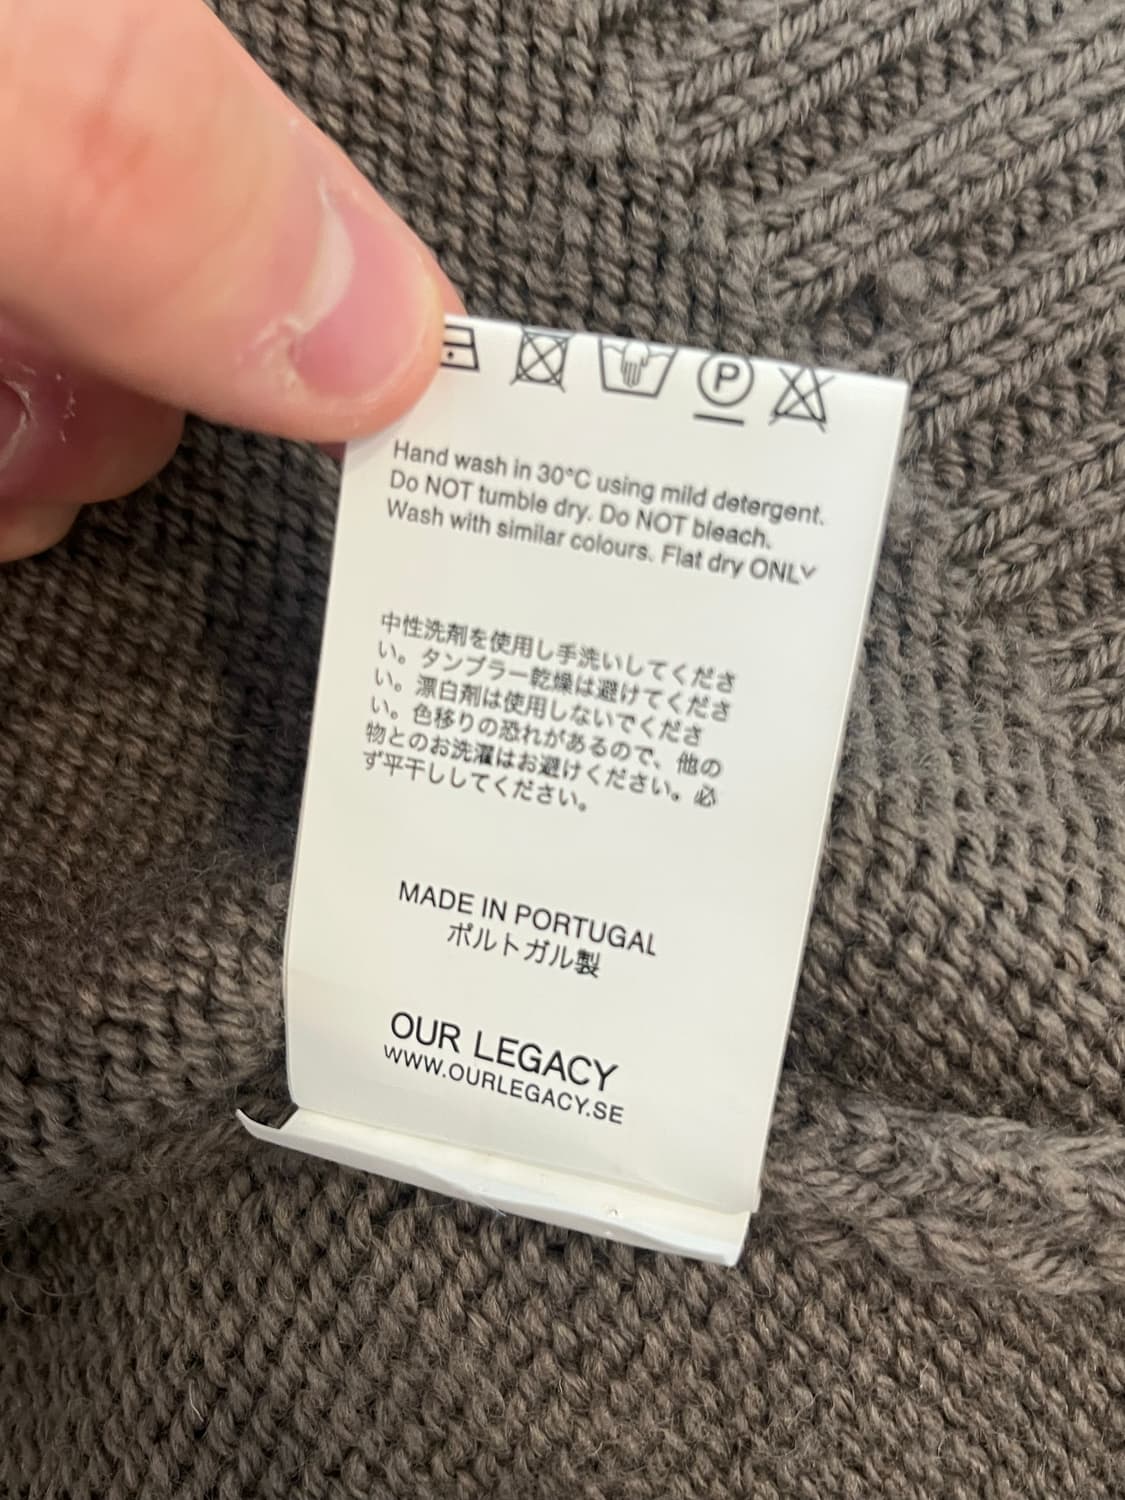 P
Hand wash in 30°C using mild detergent.
Do NOT tumble dry. Do NOT bleach.
Wash with similar colours. Flat dry ONLY
中性洗剤を使用し手洗いしてくださ
い。タンブラー乾燥は避けてくださ
い。漂白剤は使用しないでくださ
い。色移りの恐れがあるので、他の
物とのお洗濯はお避けください。必
ず平干ししてください。
MADE IN PORTUGAL
ポルトガル製
OUR LEGACY
WWW.OURLEGACY.SE